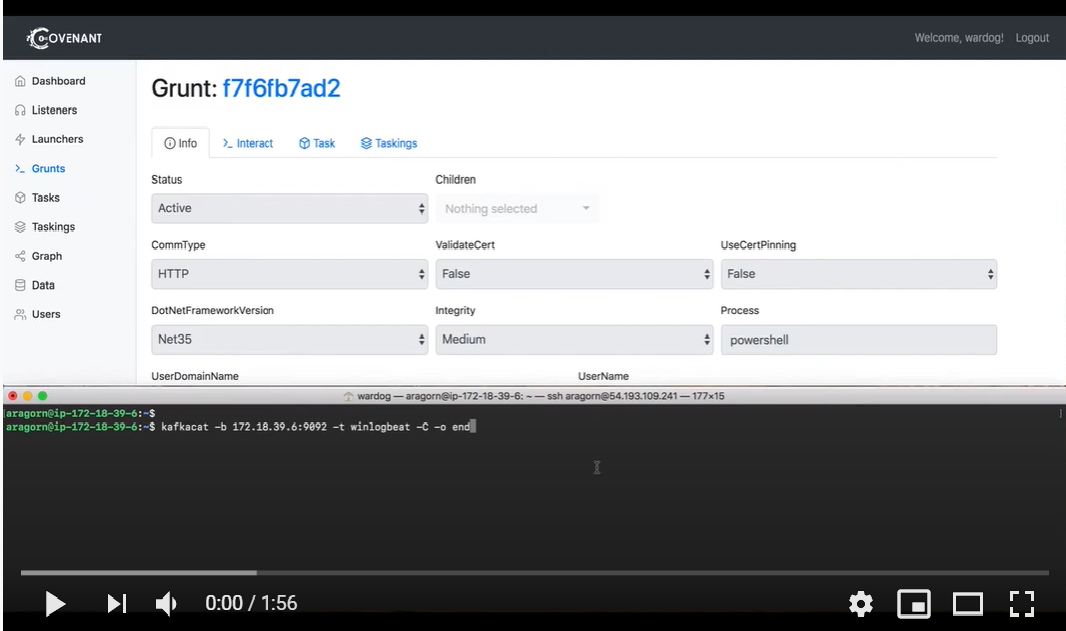 COVENANT
Welcome, wardog! Logout
Dashboard
Listeners
Launchers
Grunts
Tasks
Taskings
Graph
Data
Users
Grunt: f7f6fb7ad2
Info Interact Task Taskings
Status Children
Active Nothing selected
CommType ValidateCert UseCertPinning
HTTP False False
DotNetFrameworkVersion Integrity Process
Net35 Medium powershell
UserDomainName UserName
wardog — aragorn@ip-172-18-39-6: ~ — ssh aragorn@54.193.109.241 — 177×15
[aragorn@ip-172-18-39-6:~$ ]
aragorn@ip-172-18-39-6:~$ kafkacat -b 172.18.39.6:9092 -t winlogbeat -C -o end
0:00 / 1:56